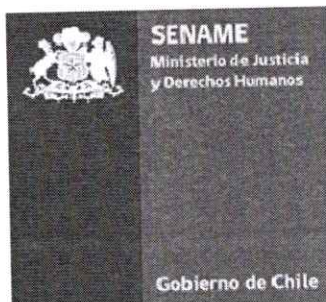 SENAME
Ministerio de Justicia
y Derechos Humanos
Gobierno de Chile